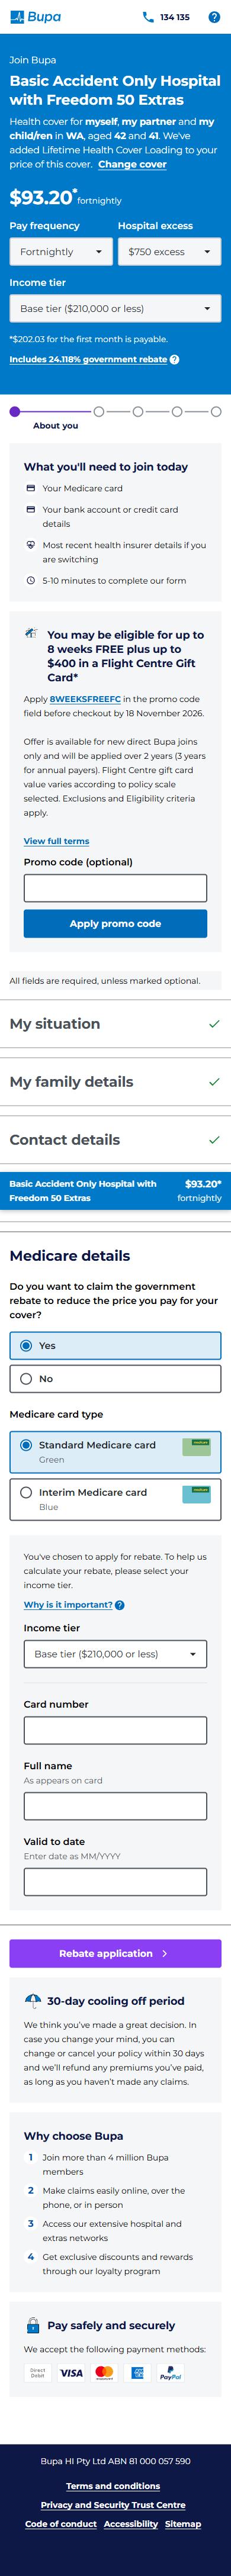 Bupa
134 135
?
Join Bupa
Basic Accident Only Hospital
with Freedom 50 Extras
Health cover for myself, my partner and my
child/ren in WA, aged 42 and 41. We've
added Lifetime Health Cover Loading to your
price of this cover. Change cover
$93.20* fortnightly
Pay frequency
Hospital excess
Fortnightly
$750 excess
Income tier
Base tier ($210,000 or less)
*$202.03 for the first month is payable.
Includes 24.118% government rebate ?
About you
What you'll need to join today
Your Medicare card
Your bank account or credit card
details
Most recent health insurer details if you
are switching
5-10 minutes to complete our form
You may be eligible for up to
8 weeks FREE plus up to
$400 in a Flight Centre Gift
Card*
Apply 8WEEKSFREEFC in the promo code
field before checkout by 18 November 2026.
Offer is available for new direct Bupa joins
only and will be applied over 2 years (3 years
for annual payers). Flight Centre gift card
value varies according to policy scale
selected. Exclusions and Eligibility criteria
apply.
View full terms
Promo code (optional)
Apply promo code
All fields are required, unless marked optional.
My situation
My family details
Contact details
Basic Accident Only Hospital with
Freedom 50 Extras
$93.20*
fortnightly
Medicare details
Do you want to claim the government
rebate to reduce the price you pay for your
cover?
Yes
No
Medicare card type
Standard Medicare card
Green
Interim Medicare card
Blue
You've chosen to apply for rebate. To help us
calculate your rebate, please select your
income tier.
Why is it important? ?
Income tier
Base tier ($210,000 or less)
Card number
Full name
As appears on card
Valid to date
Enter date as MM/YYYY
Rebate application
30-day cooling off period
We think you've made a great decision. In
case you change your mind, you can
change or cancel your policy within 30 days
and we'll refund any premiums you've paid,
as long as you haven't made any claims.
Why choose Bupa
1 Join more than 4 million Bupa
members
2 Make claims easily online, over the
phone, or in person
3 Access our extensive hospital and
extras networks
4 Get exclusive discounts and rewards
through our loyalty program
Pay safely and securely
We accept the following payment methods:
Direct
Debit
VISA
PayPal
Bupa HI Pty Ltd ABN 81 000 057 590
Terms and conditions
Privacy and Security Trust Centre
Code of conduct
Accessibility
Sitemap